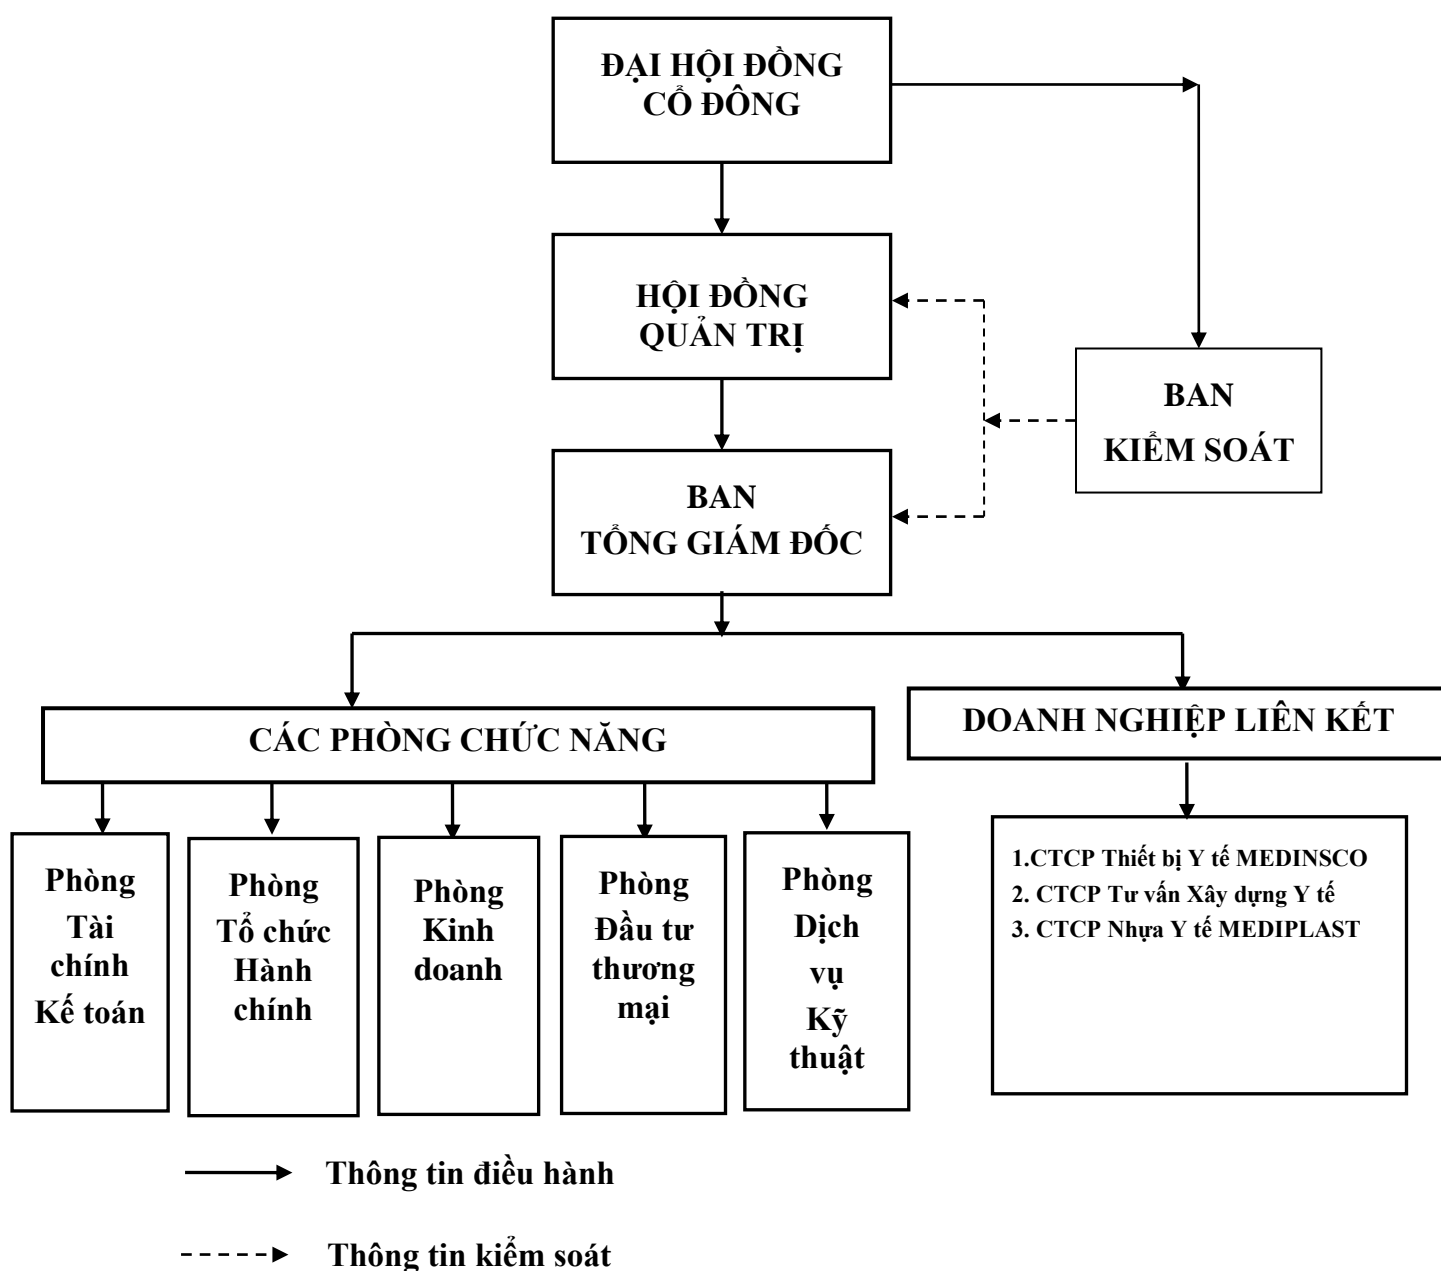 ĐẠI HỘI ĐỒNG
CỔ ĐÔNG
HỘI ĐỒNG
QUẢN TRỊ
BAN
KIỂM SOÁT
BAN
TỔNG GIÁM ĐỐC
CÁC PHÒNG CHỨC NĂNG
DOANH NGHIỆP LIÊN KẾT
Phòng
Tài
chính
Kế toán
Phòng
Tổ chức
Hành
chính
Phòng
Kinh
doanh
Phòng
Đầu tư
thương
mại
Phòng
Dịch
vụ
Kỹ
thuật
1.CTCP Thiết bị Y tế MEDINSCO
2. CTCP Tư vấn Xây dựng Y tế
3. CTCP Nhựa Y tế MEDIPLAST
Thông tin điều hành
Thông tin kiểm soát